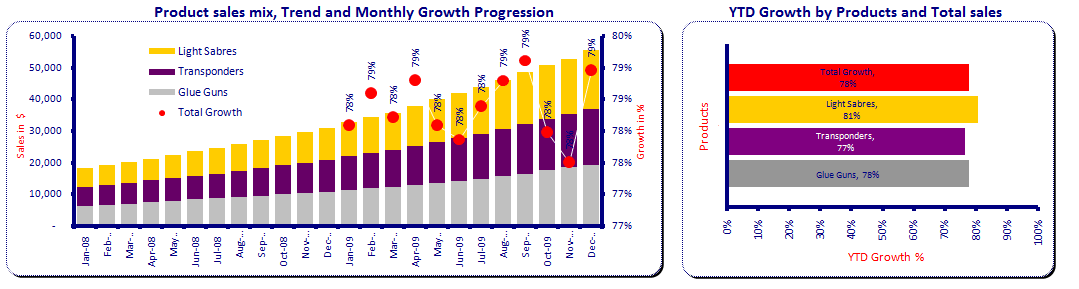 Product sales mix, Trend and Monthly Growth Progression
60,000
50,000
40,000
30,000
20,000
10,000
-
Sales in $
Light Sabres
Transponders
Glue Guns
Total Growth
78%
79%
78%
79%
78%
78%
78%
79%
79%
78%
78%
79%
80%
79%
79%
78%
78%
77%
77%
Growth in %
Jan-08
Feb-..
Mar-..
Apr-08
May-..
Jun-08
Jul-08
Aug-..
Sep-..
Oct-08
Nov-..
Dec-..
Jan-09
Feb-..
Mar-..
Apr-09
May-..
Jun-09
Jul-09
Aug-..
Sep-..
Oct-09
Nov-..
Dec-..
YTD Growth by Products and Total sales
Products
Total Growth,
78%
Light Sabres,
81%
Transponders,
77%
Glue Guns, 78%
0%
10%
20%
30%
40%
50%
60%
70%
80%
90%
100%
YTD Growth %